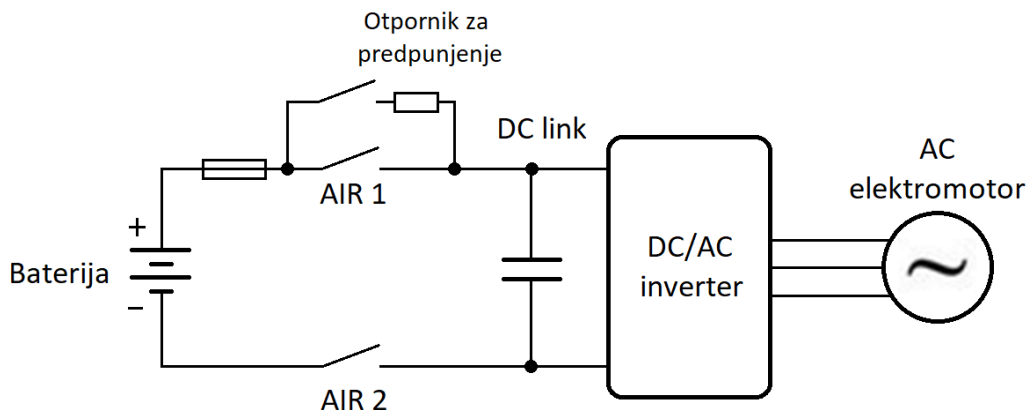 Otpornik za
predpunjenje
DC link
AIR 1
AC
elektromotor
+
Baterija
−
DC/AC
inverter
AIR 2